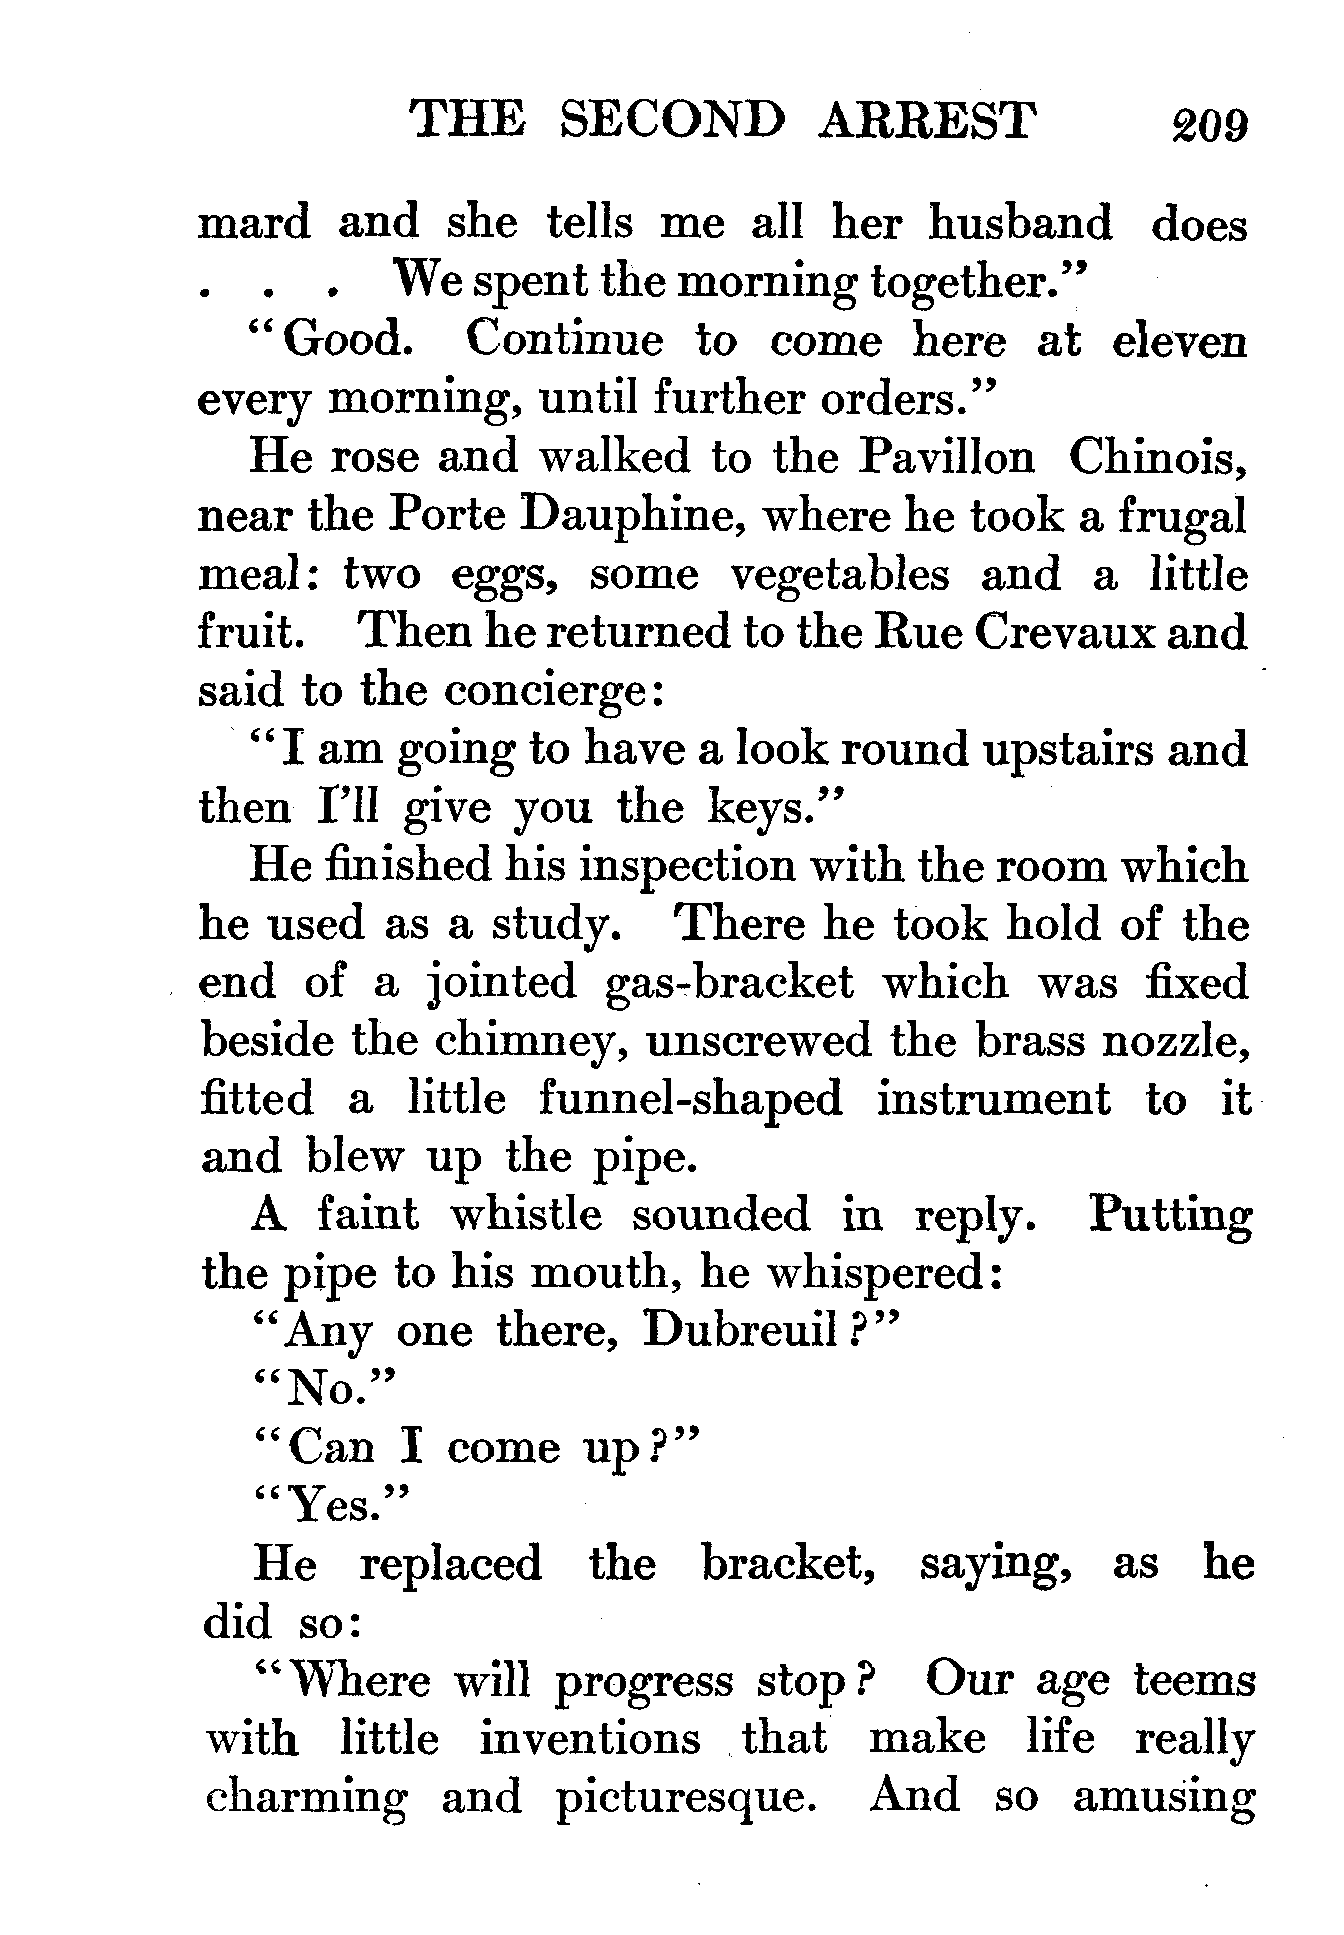 THE SECOND ARREST 209
mard and she tells me all her husband does
. . . We spent the morning together."
"Good. Continue to come here at eleven
every morning, until further orders."
He rose and walked to the Pavillon Chinois,
near the Porte Dauphine, where he took a frugal
meal: two eggs, some vegetables and a little
fruit. Then he returned to the Rue Crevaux and
said to the concierge:
"I am going to have a look round upstairs and
then I'll give you the keys."
He finished his inspection with the room which
he used as a study. There he took hold of the
end of a jointed gas-bracket which was fixed
beside the chimney, unscrewed the brass nozzle,
fitted a little funnel-shaped instrument to it
and blew up the pipe.
A faint whistle sounded in reply. Putting
the pipe to his mouth, he whispered:
"Any one there, Dubreuil?"
"No."
"Can I come up?"
"Yes."
He replaced the bracket, saying, as he
did so:
"Where will progress stop? Our age teems
with little inventions that make life really
charming and picturesque. And so amusing